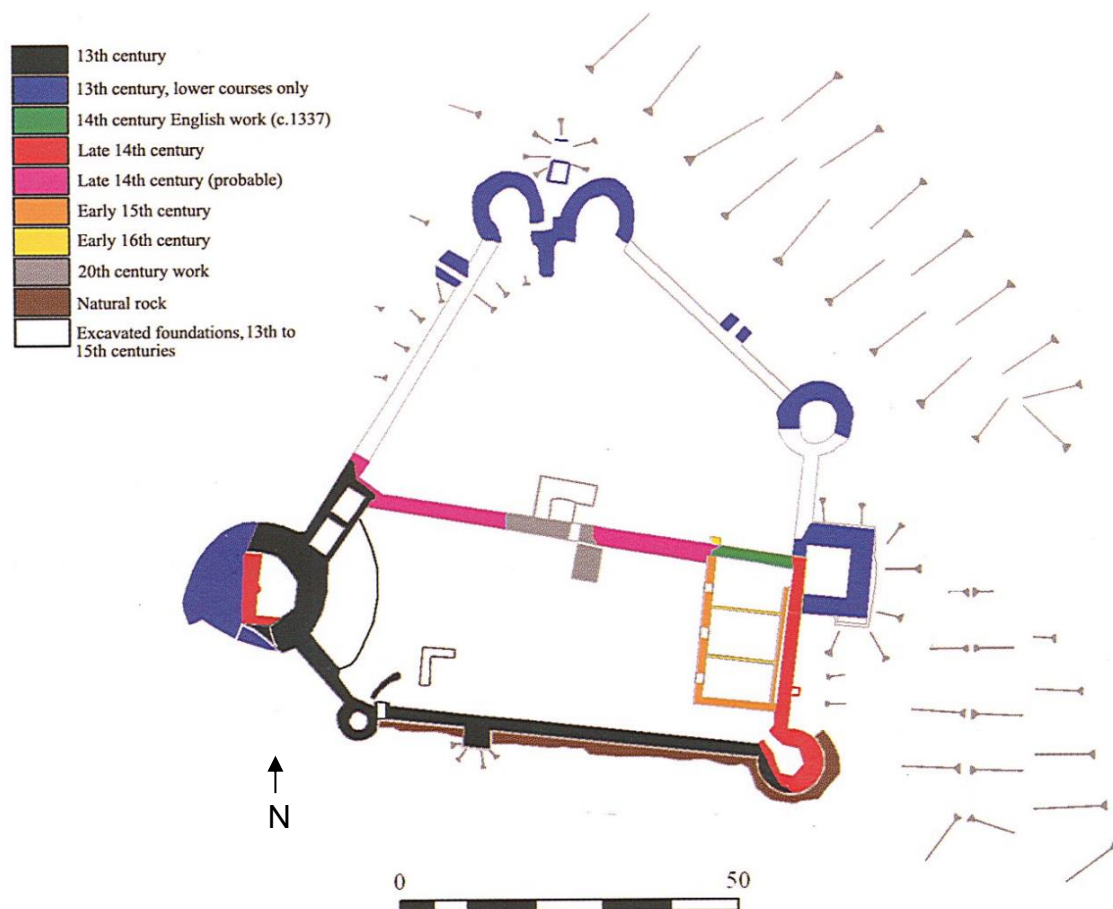 13th century
13th century, lower courses only
14th century English work (c.1337)
Late 14th century
Late 14th century (probable)
Early 15th century
Early 16th century
20th century work
Natural rock
Excavated foundations, 13th to
15th centuries
N
0 50